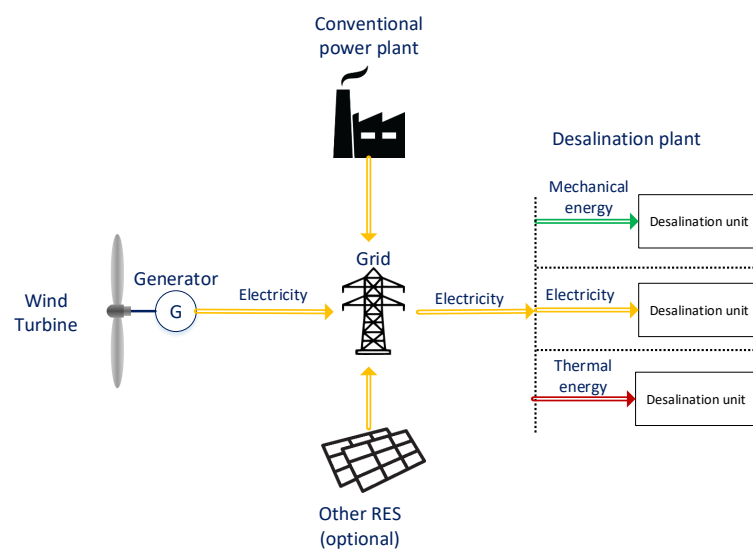 Conventional
power plant
Desalination plant
Mechanical
energy
Desalination unit
Grid
Generator
Wind
Turbine
G
Electricity
Electricity
Electricity
Desalination unit
Thermal
energy
Desalination unit
Other RES
(optional)